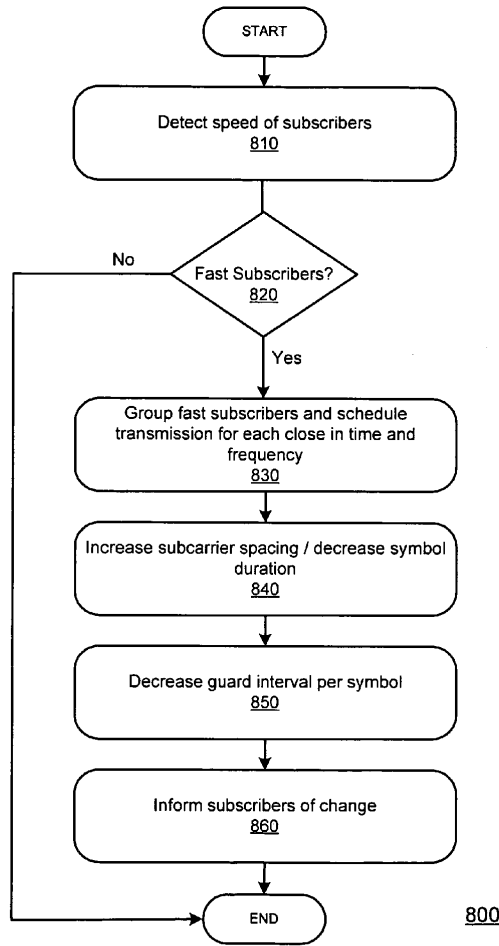 START
Detect speed of subscribers
810
No
Fast Subscribers?
820
Yes
Group fast subscribers and schedule
transmission for each close in time and
frequency
830
Increase subcarrier spacing / decrease symbol
duration
840
Decrease guard interval per symbol
850
Inform subscribers of change
860
END
800